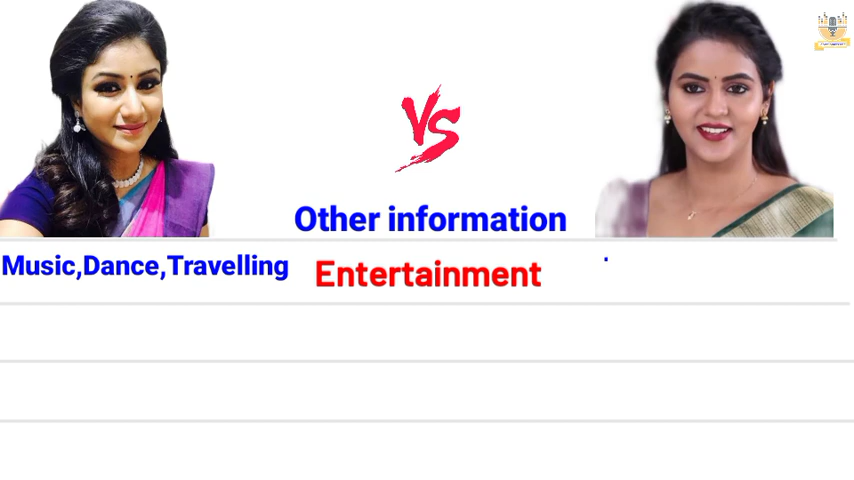 VS
Other information
Music,Dance,Travelling
Entertainment
.